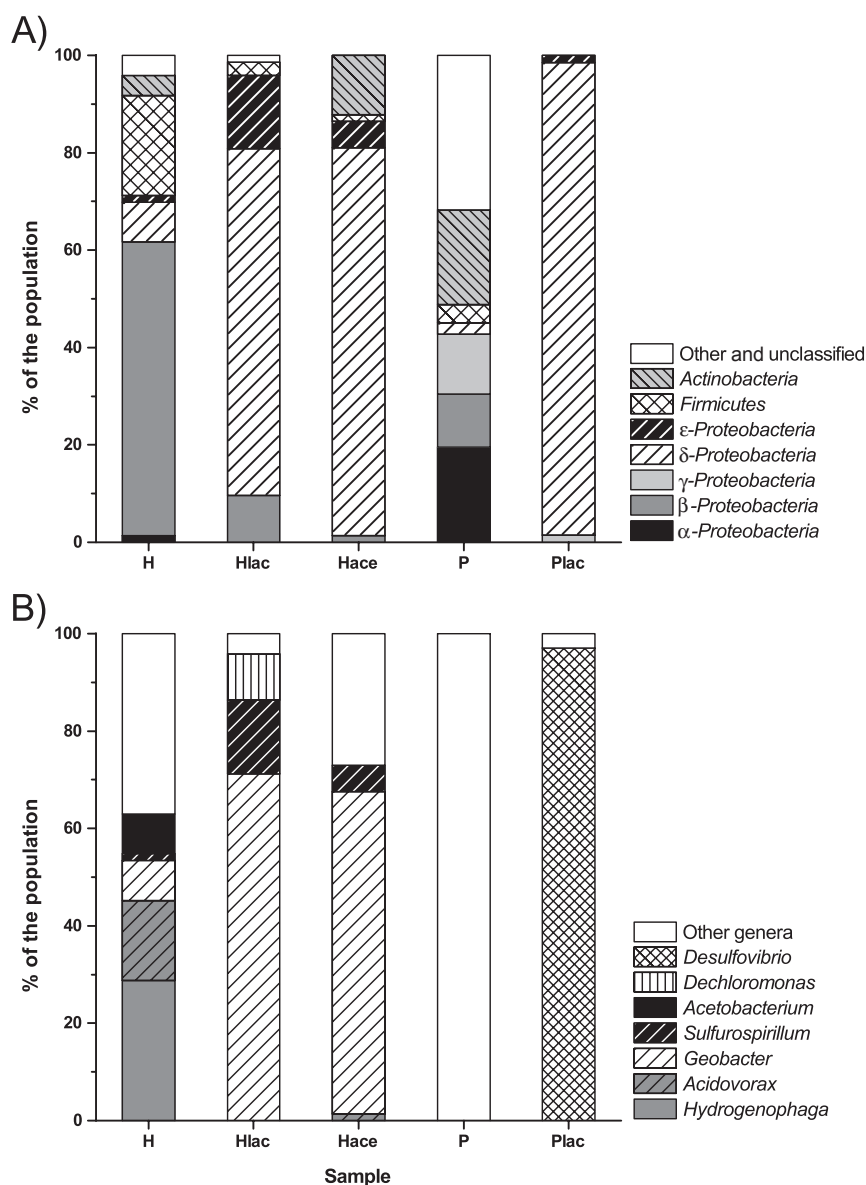 A)
100
80
60
40
20
0
% of the population
H Hlac Hace P Plac
Other and unclassified
Actinobacteria
Firmicutes
ε-Proteobacteria
δ-Proteobacteria
γ-Proteobacteria
β-Proteobacteria
α-Proteobacteria
B)
100
80
60
40
20
0
% of the population
H Hlac Hace P Plac
Sample
Other genera
Desulfovibrio
Dechloromonas
Acetobacterium
Sulfurospirillum
Geobacter
Acidovorax
Hydrogenophaga